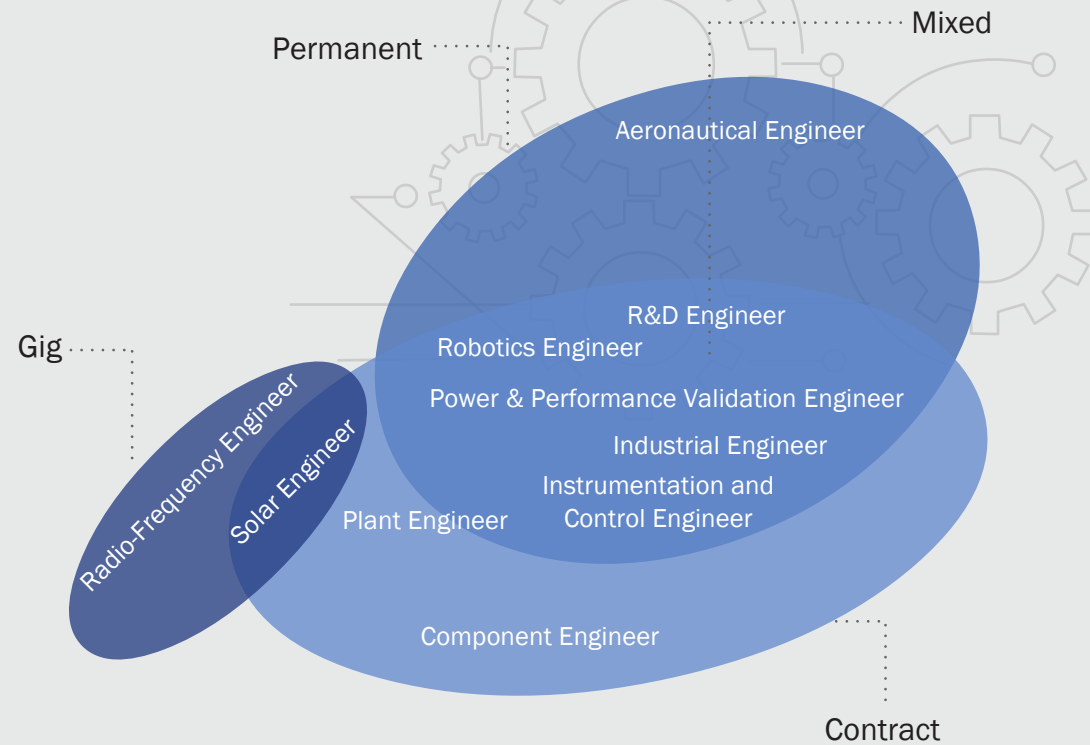 Mixed
Permanent
Aeronautical Engineer
R&D Engineer
Robotics Engineer
Gig
Power & Performance Validation Engineer
Radio-Frequency Engineer
Solar Engineer
Industrial Engineer
Instrumentation and
Control Engineer
Plant Engineer
Component Engineer
Contract